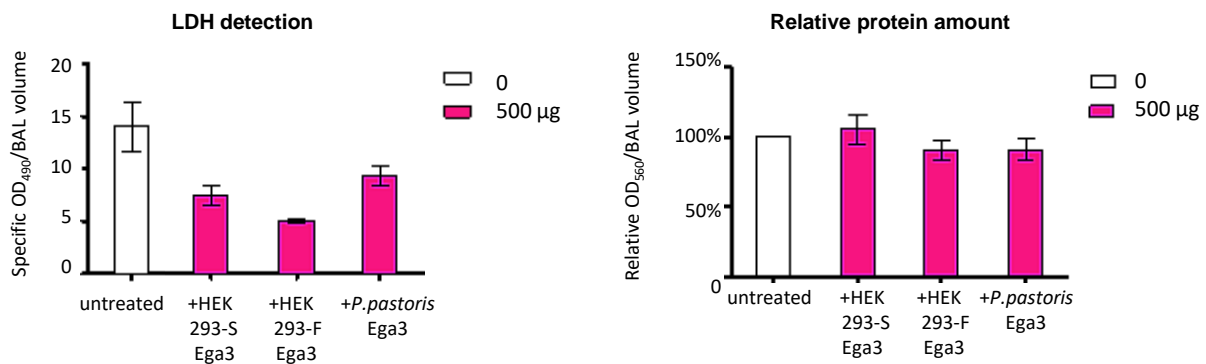 LDH detection
Specific OD₄₉₀/BAL volume
20
15
10
5
0
untreated
+HEK
293-S
Ega3
+HEK
293-F
Ega3
+P.pastoris
Ega3
0
500 µg
Relative protein amount
Relative OD₅₆₀/BAL volume
150%
100%
50%
0
untreated
+HEK
293-S
Ega3
+HEK
293-F
Ega3
+P.pastoris
Ega3
0
500 µg